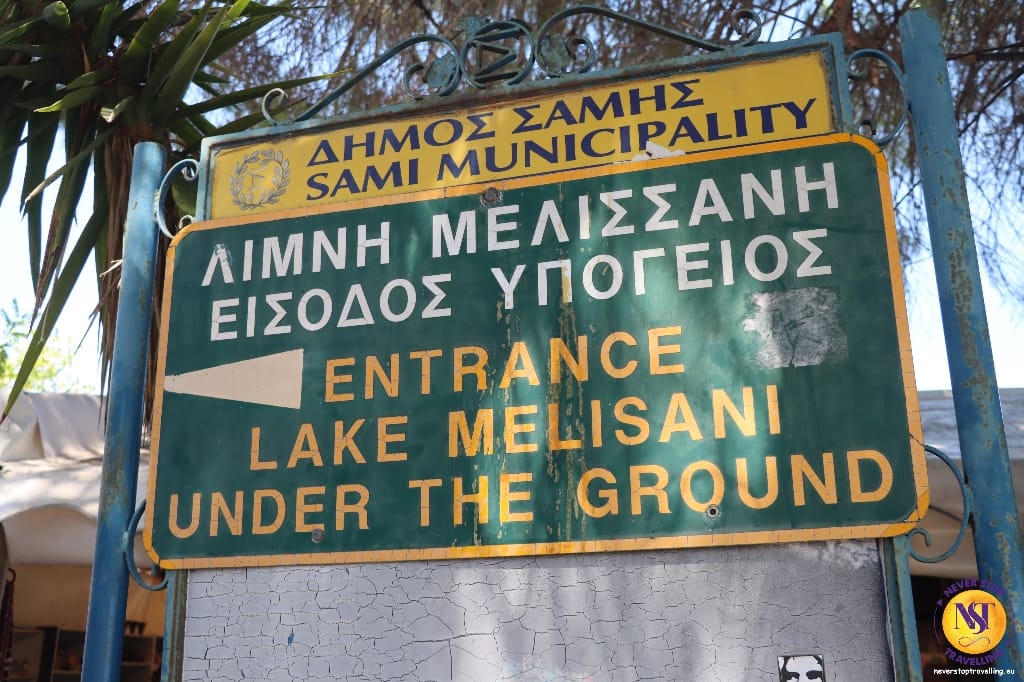 ΔΗΜΟΣ ΣΑΜΗΣ
SAMI MUNICIPALITY
ΛΙΜΝΗ ΜΕΛΙΣΣΑΝΗ
ΕΙΣΟΔΟΣ ΥΠΟΓΕΙΟΣ
ENTRANCE
LAKE MELISANI
UNDER THE GROUND
NEVER STOP
NST
TRAVELLING
neverstoptravelling.eu